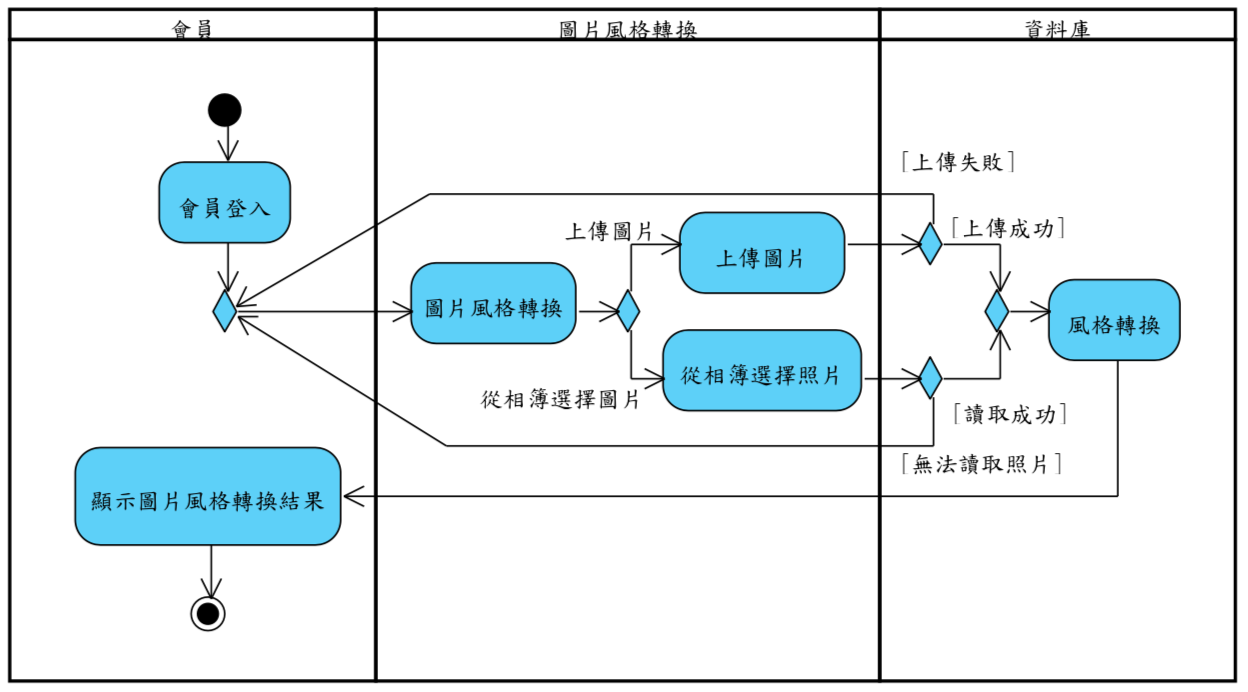 會員
圖片風格轉換
資料庫
會員登入
圖片風格轉換
上傳圖片
從相簿選擇圖片
上傳圖片
從相簿選擇照片
[上傳失敗]
[上傳成功]
[讀取成功]
[無法讀取照片]
風格轉換
顯示圖片風格轉換結果